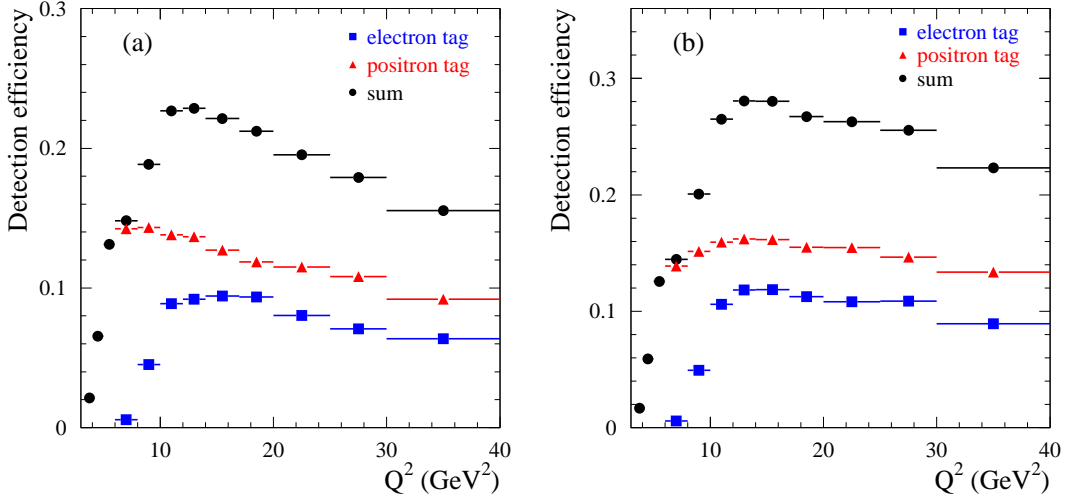 Detection efficiency
(a)
electron tag
positron tag
sum
0.3
0.2
0.1
0
10
20
30
40
Q² (GeV²)
Detection efficiency
(b)
electron tag
positron tag
sum
0.3
0.2
0.1
0
10
20
30
40
Q² (GeV²)